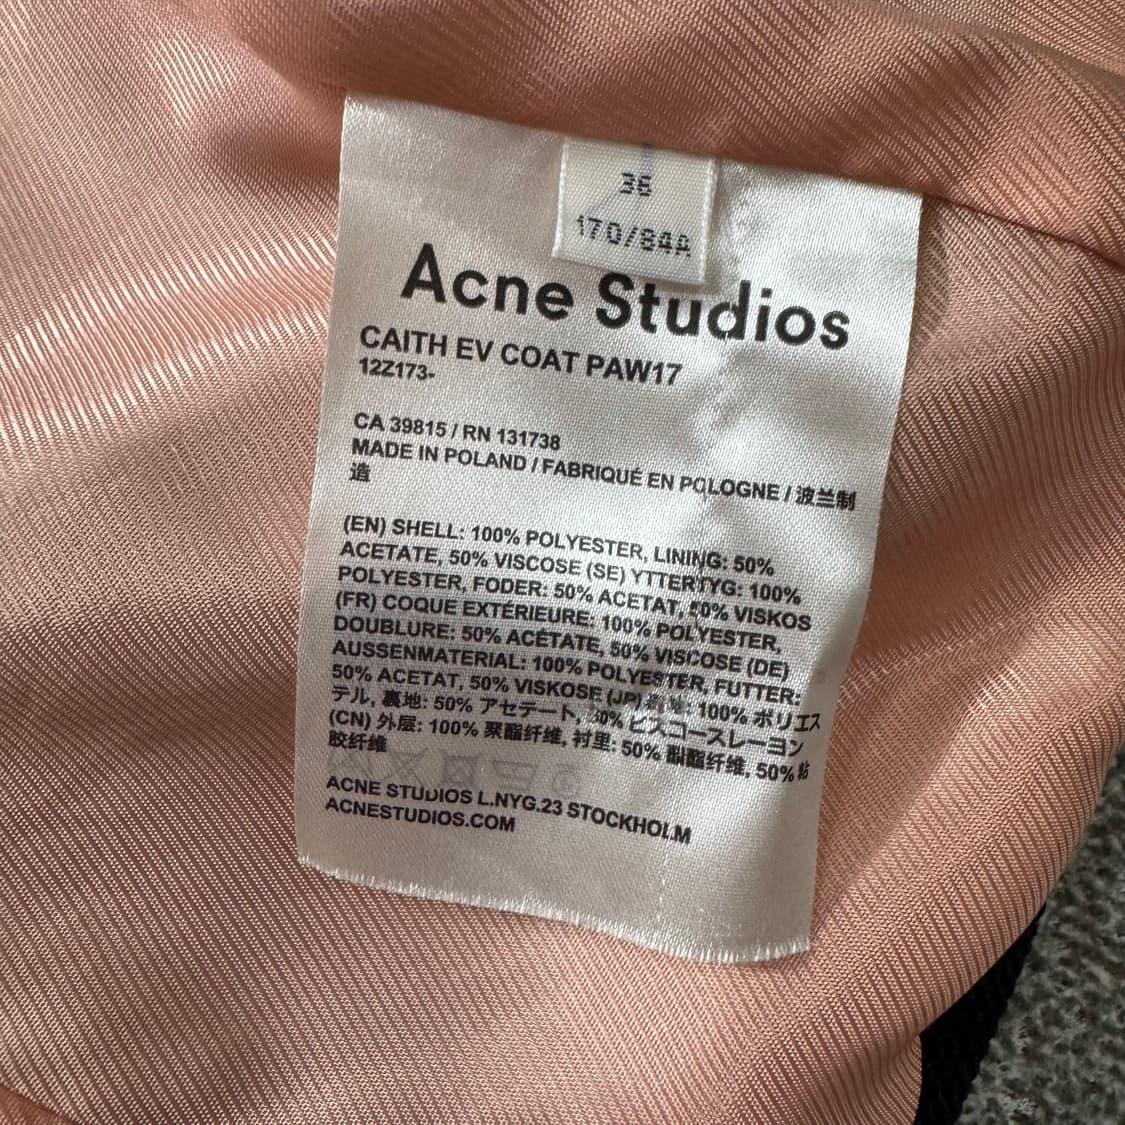 36
170/84A
Acne Studios
CAITH EV COAT PAW17
12Z173-
CA 39815 / RN 131738
MADE IN POLAND / FABRIQUÉ EN POLOGNE / 波兰制
造
(EN) SHELL: 100% POLYESTER, LINING: 50%
ACETATE, 50% VISCOSE (SE) YTTERTYG: 100%
POLYESTER, FODER: 50% ACETAT, 50% VISKOS
(FR) COQUE EXTÉRIEURE: 100% POLYESTER,
DOUBLURE: 50% ACÉTATE, 50% VISCOSE (DE)
AUSSENMATERIAL: 100% POLYESTER, FUTTER:
50% ACETAT, 50% VISKOSE (JP) 表地: 100% ポリエス
テル, 裏地: 50% アセテート, 50% ビスコースレーヨン
(CN) 外层: 100% 聚酯纤维, 衬里: 50% 醋酯纤维, 50% 粘
胶纤维
ACNE STUDIOS L.NYG.23 STOCKHOLM
ACNESTUDIOS.COM